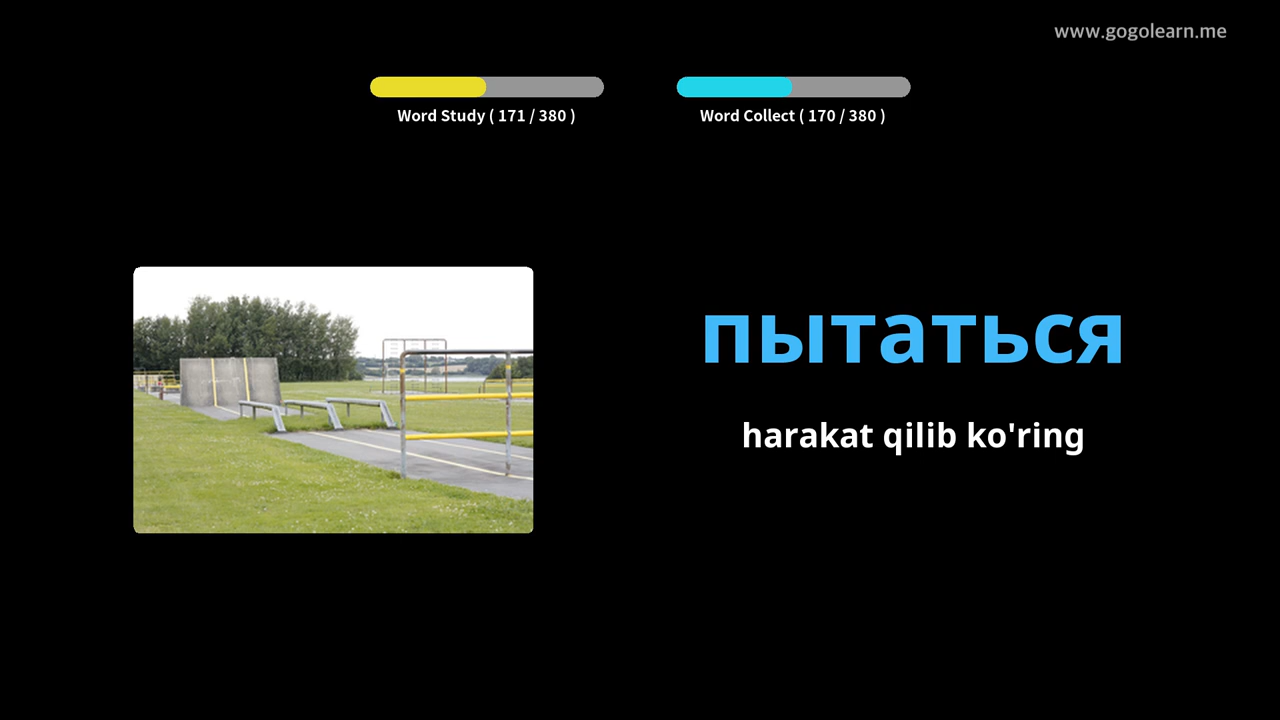 www.gogolearn.me
Word Study ( 171 / 380 )
Word Collect ( 170 / 380 )
пытаться
harakat qilib ko'ring